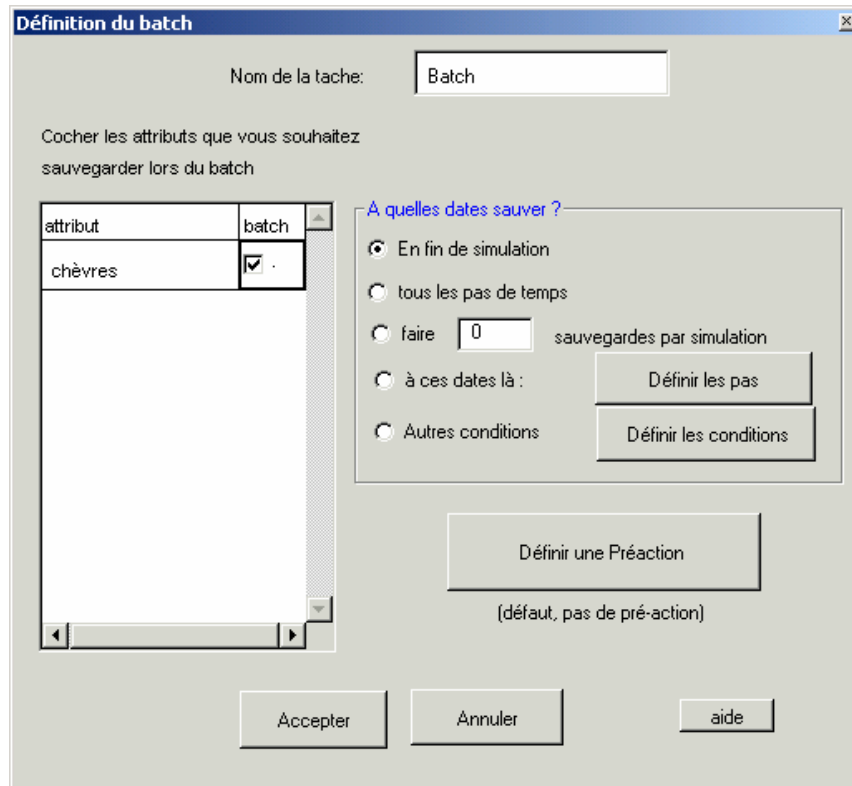 Définition du batch
Nom de la tache: Batch
Cocher les attributs que vous souhaitez
sauvegarder lors du batch
attribut batch
chèvres
A quelles dates sauver ?
En fin de simulation
tous les pas de temps
faire 0 sauvegardes par simulation
à ces dates là : Définir les pas
Autres conditions Définir les conditions
Définir une Préaction
(défaut, pas de pré-action)
Accepter Annuler aide